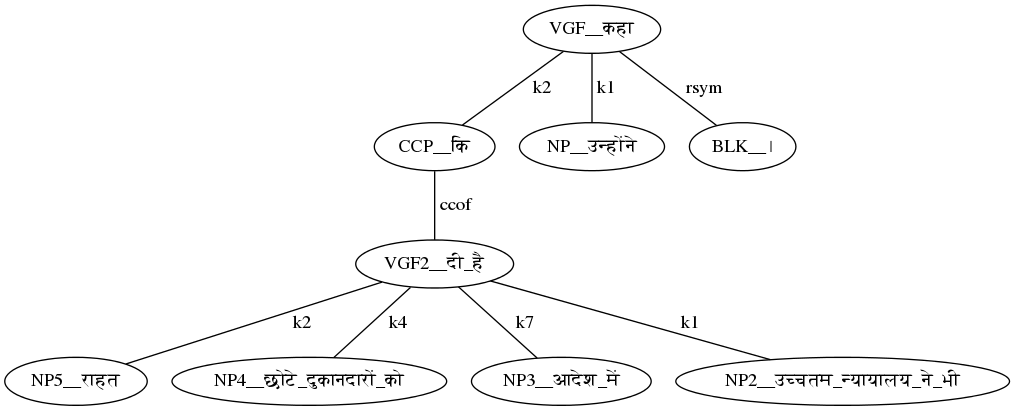 VGF__कहा
k2 k1 rsym
CCP__कि NP__उन्होंने BLK__।
ccof
VGF2__दी_है
k2 k4 k7 k1
NP5__राहत NP4__छोटे_दुकानदारों_को NP3__आदेश_में NP2__उच्चतम_न्यायालय_ने_भी